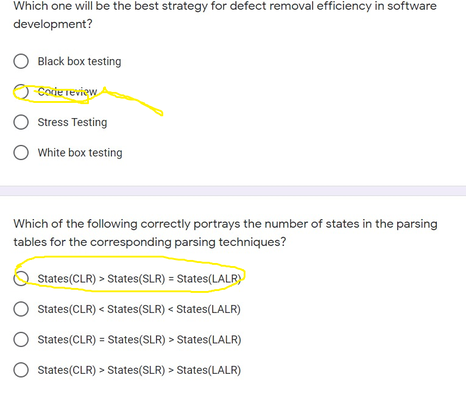 Which one will be the best strategy for defect removal efficiency in software
development?
Black box testing
Code review
Stress Testing
White box testing
Which of the following correctly portrays the number of states in the parsing
tables for the corresponding parsing techniques?
States(CLR) > States(SLR) = States(LALR)
States(CLR) < States(SLR) < States(LALR)
States(CLR) = States(SLR) > States(LALR)
States(CLR) > States(SLR) > States(LALR)